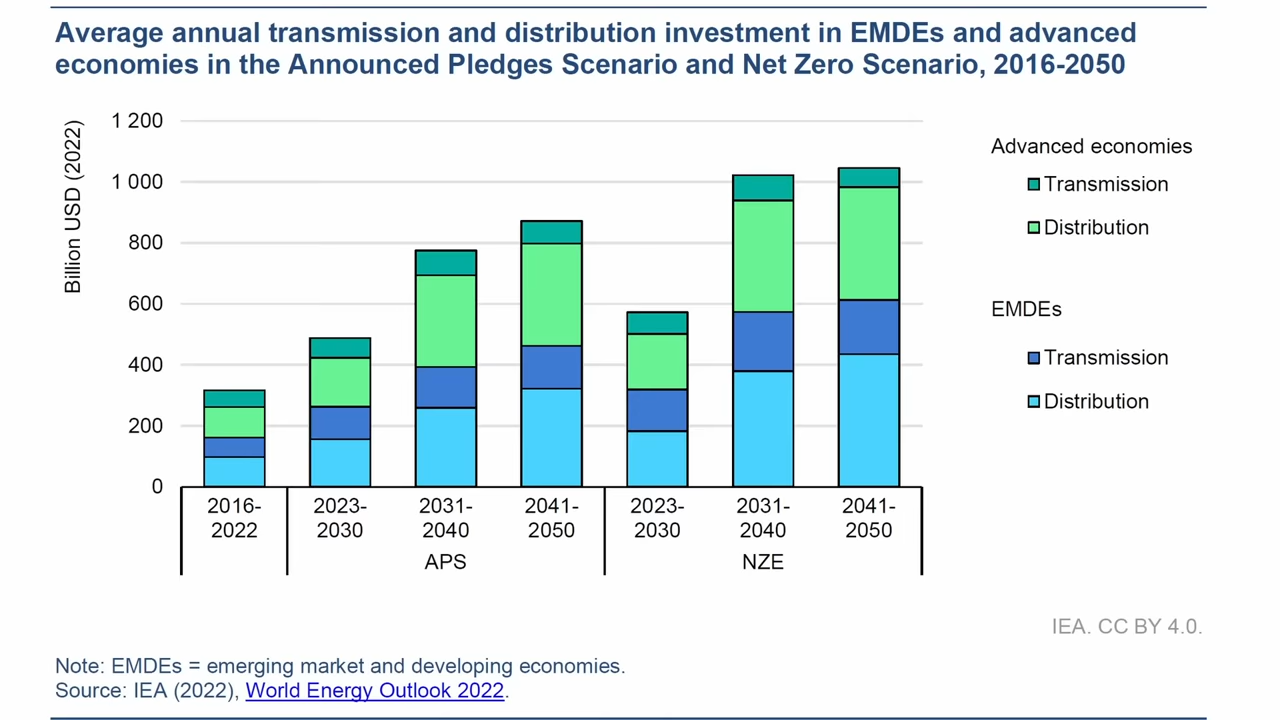 Average annual transmission and distribution investment in EMDEs and advanced
economies in the Announced Pledges Scenario and Net Zero Scenario, 2016-2050
Billion USD (2022)
1 200
1 000
800
600
400
200
0
2016-
2022
2023-
2030
2031-
2040
2041-
2050
2023-
2030
2031-
2040
2041-
2050
APS
NZE
Advanced economies
Transmission
Distribution
EMDEs
Transmission
Distribution
IEA. CC BY 4.0.
Note: EMDEs = emerging market and developing economies.
Source: IEA (2022), World Energy Outlook 2022.